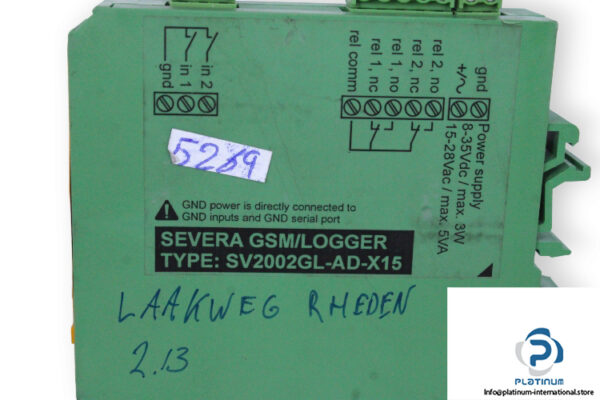 in 1
in 2
rel comm
rel 1, nc
rel 1, no
rel 2, nc
rel 2, no
+/~
gnd
Power supply
8-35Vdc / max. 3W
15-28Vac / max. 5VA
5289
GND power is directly connected to
GND inputs and GND serial port
SEVERA GSM/LOGGER
TYPE: SV2002GL-AD-X15
LAAKWEG RHEDEN
2.13
PLATINUM
INTERNATIONAL
Info@platinum-international.store